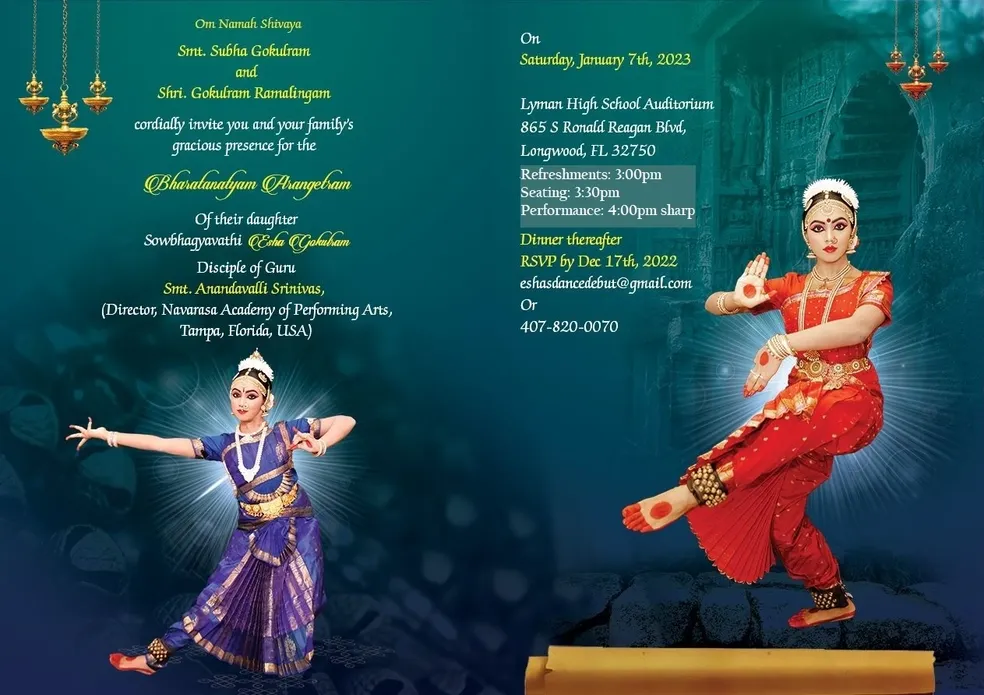 Om Namah Shivaya
Smt. Subha Gokulram
and
Shri. Gokulram Ramalingam
cordially invite you and your family's
gracious presence for the
Bharatanatyam Arangetram
Of their daughter
Sowbhagyavathi Esha Gokulram
Disciple of Guru
Smt. Anandavalli Srinivas,
(Director, Navarasa Academy of Performing Arts,
Tampa, Florida, USA)
On
Saturday, January 7th, 2023
Lyman High School Auditorium
865 S Ronald Reagan Blvd,
Longwood, FL 32750
Refreshments: 3:00pm
Seating: 3:30pm
Performance: 4:00pm sharp
Dinner thereafter
RSVP by Dec 17th, 2022
eshasdancedebut@gmail.com
Or
407-820-0070